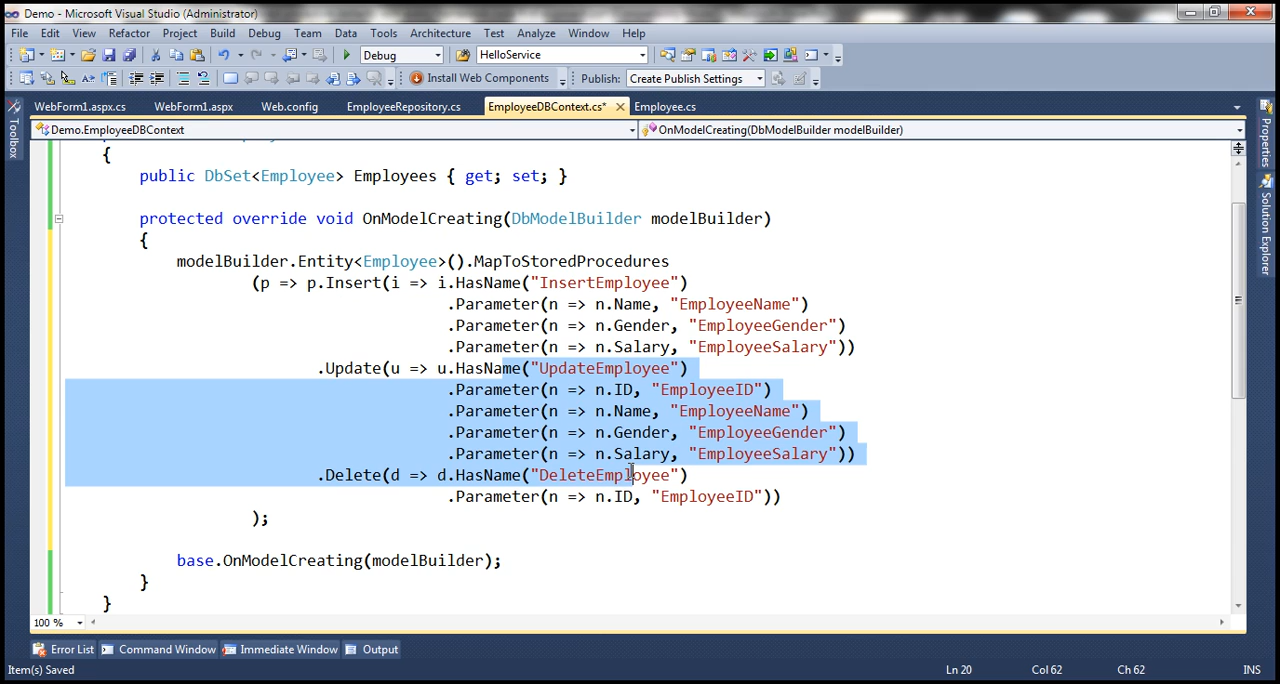 Demo - Microsoft Visual Studio (Administrator)
File Edit View Refactor Project Build Debug Team Data Tools Architecture Test Analyze Window Help
Debug HelloService
Install Web Components Publish: Create Publish Settings
WebForm1.aspx.cs WebForm1.aspx Web.config EmployeeRepository.cs EmployeeDBContext.cs* Employee.cs
Demo.EmployeeDBContext OnModelCreating(DbModelBuilder modelBuilder)
Toolbox
Properties
Solution Explorer
{
public DbSet<Employee> Employees { get; set; }
protected override void OnModelCreating(DbModelBuilder modelBuilder)
{
modelBuilder.Entity<Employee>().MapToStoredProcedures
(p => p.Insert(i => i.HasName("InsertEmployee")
.Parameter(n => n.Name, "EmployeeName")
.Parameter(n => n.Gender, "EmployeeGender")
.Parameter(n => n.Salary, "EmployeeSalary"))
.Update(u => u.HasName("UpdateEmployee")
.Parameter(n => n.ID, "EmployeeID")
.Parameter(n => n.Name, "EmployeeName")
.Parameter(n => n.Gender, "EmployeeGender")
.Parameter(n => n.Salary, "EmployeeSalary"))
.Delete(d => d.HasName("DeleteEmployee")
.Parameter(n => n.ID, "EmployeeID"))
);
base.OnModelCreating(modelBuilder);
}
}
100 %
Error List Command Window Immediate Window Output
Item(s) Saved Ln 20 Col 62 Ch 62 INS